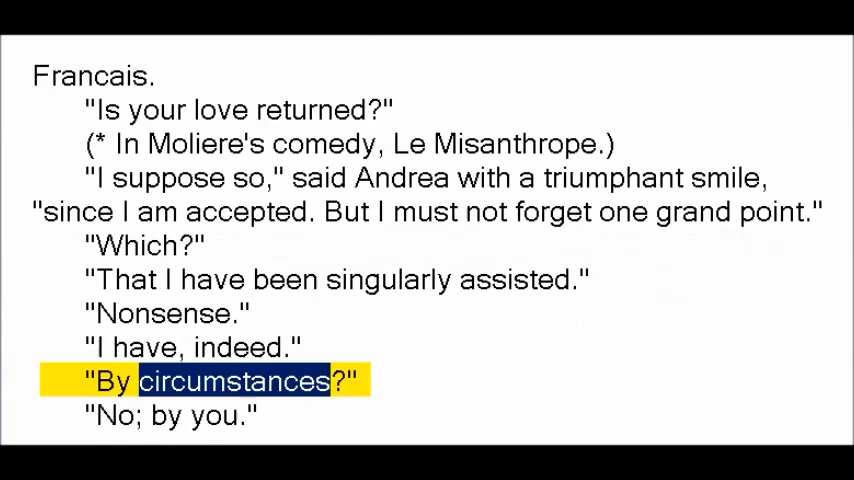 Francais.
"Is your love returned?"
(* In Moliere's comedy, Le Misanthrope.)
"I suppose so," said Andrea with a triumphant smile,
"since I am accepted. But I must not forget one grand point."
"Which?"
"That I have been singularly assisted."
"Nonsense."
"I have, indeed."
"By circumstances?"
"No; by you."